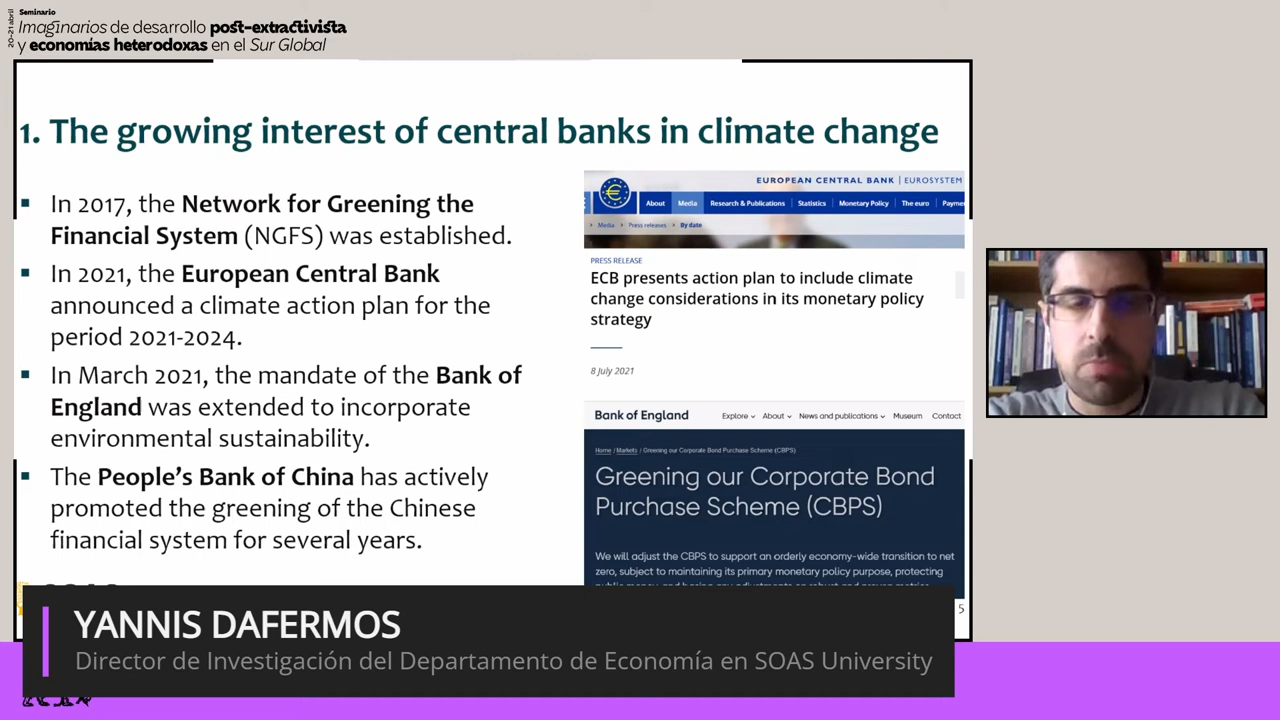 20-21 abril
Seminario
Imaginarios de desarrollo post-extractivista
y economías heterodoxas en el Sur Global
1. The growing interest of central banks in climate change
▪ In 2017, the Network for Greening the
Financial System (NGFS) was established.
▪ In 2021, the European Central Bank
announced a climate action plan for the
period 2021-2024.
▪ In March 2021, the mandate of the Bank of
England was extended to incorporate
environmental sustainability.
▪ The People's Bank of China has actively
promoted the greening of the Chinese
financial system for several years.
EUROPEAN CENTRAL BANK | EUROSYSTEM
About Media Research & Publications Statistics Monetary Policy The euro Payme
› Media › Press releases › By date
PRESS RELEASE
ECB presents action plan to include climate
change considerations in its monetary policy
strategy
8 July 2021
Bank of England Explore About News and publications Museum Contact
Home / Markets / Greening our Corporate Bond Purchase Scheme (CBPS)
Greening our Corporate Bond
Purchase Scheme (CBPS)
We will adjust the CBPS to support an orderly economy-wide transition to net
zero, subject to maintaining its primary monetary policy purpose, protecting
5
YANNIS DAFERMOS
Director de Investigación del Departamento de Economía en SOAS University